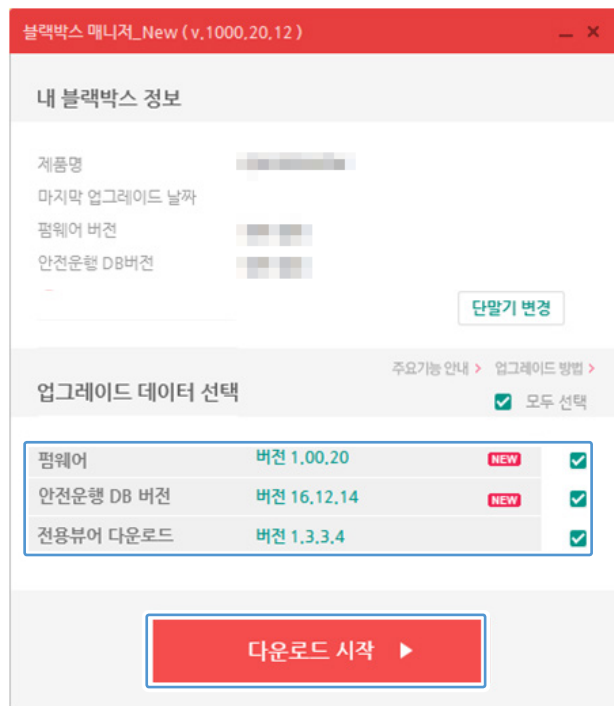 블랙박스 매니저_New ( v.1000.20.12 )
내 블랙박스 정보
제품명
마지막 업그레이드 날짜
펌웨어 버전
안전운행 DB버전
단말기 변경
주요기능 안내 > 업그레이드 방법 >
업그레이드 데이터 선택
모두 선택
펌웨어 버전 1.00.20 NEW
안전운행 DB 버전 버전 16.12.14 NEW
전용뷰어 다운로드 버전 1.3.3.4
다운로드 시작 ▶